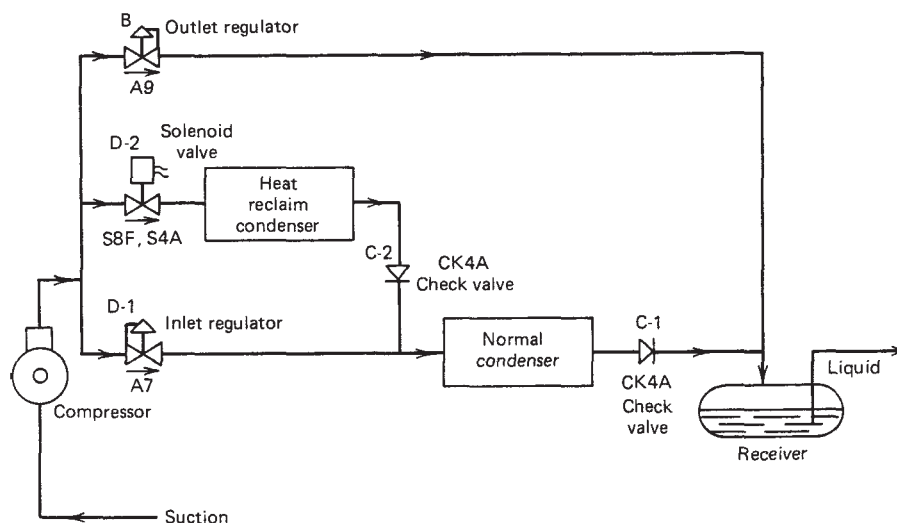 B
Outlet regulator
A9
D-2
Solenoid
valve
Heat
reclaim
condenser
S8F, S4A
C-2
CK4A
Check valve
D-1
Inlet regulator
A7
Normal
condenser
C-1
CK4A
Check
valve
Liquid
Compressor
Receiver
Suction